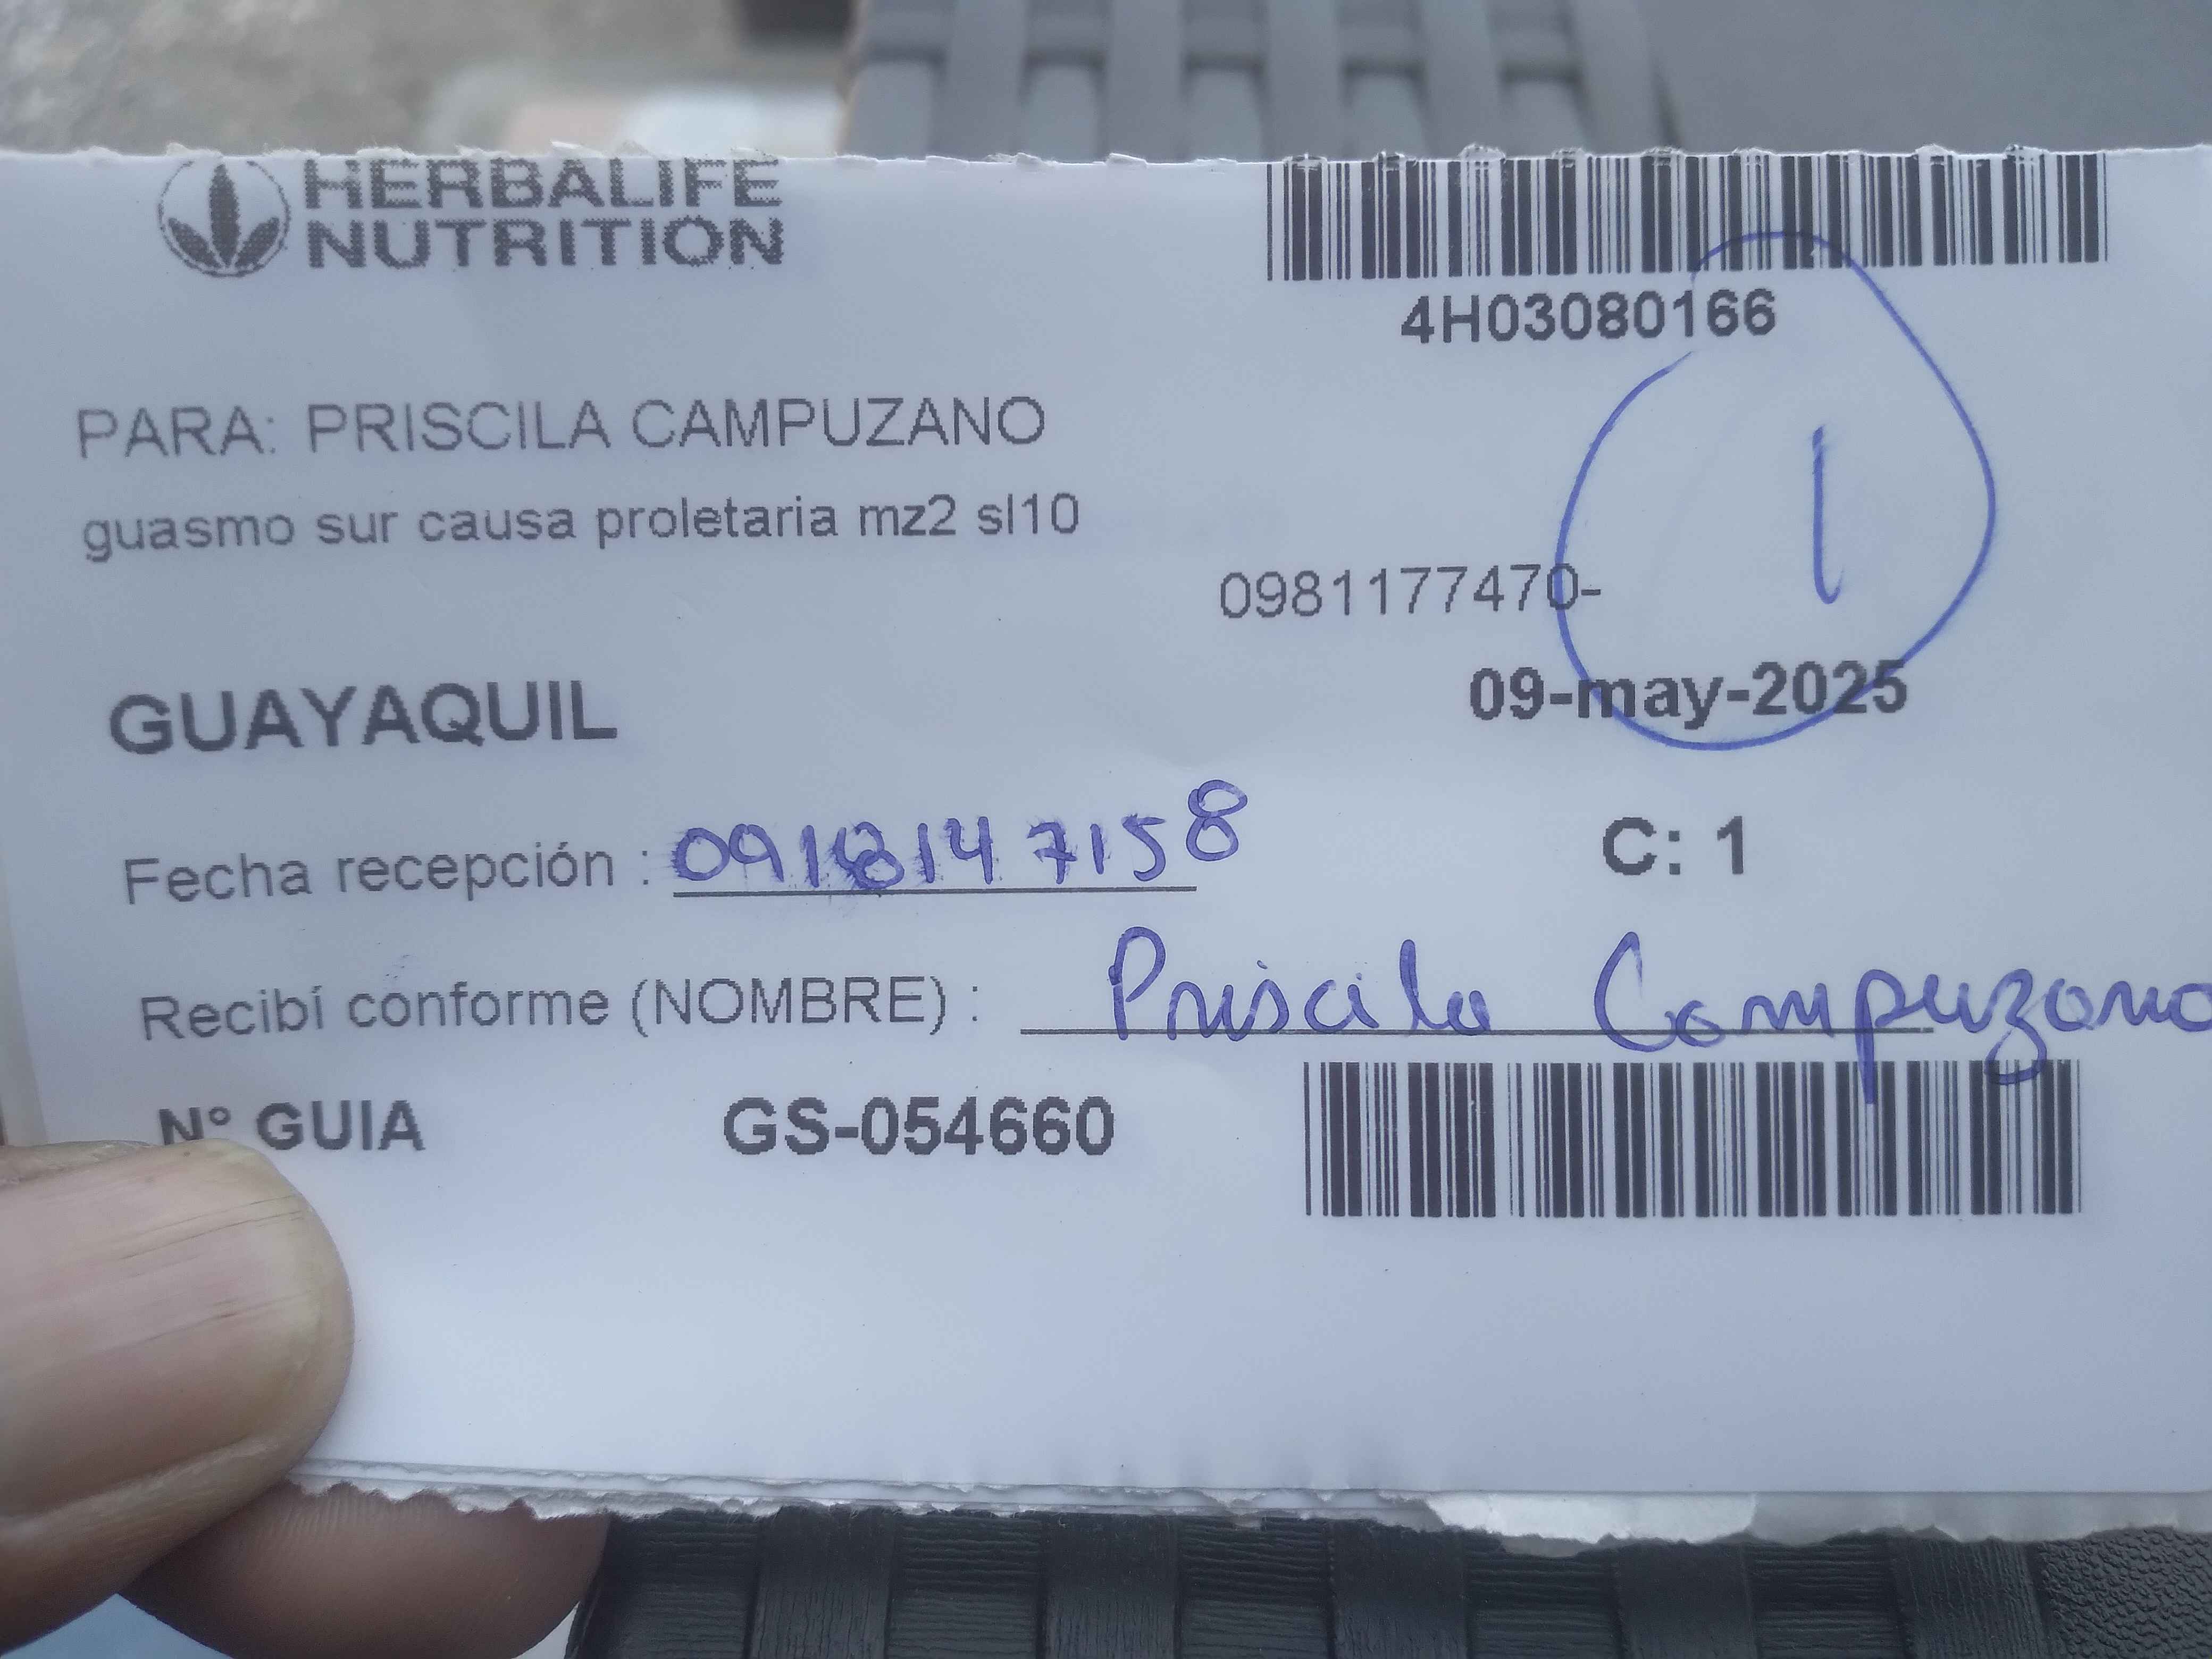 HERBALIFE
NUTRITION
4H03080166
PARA: PRISCILA CAMPUZANO
guasmo sur causa proletaria mz2 sl10
1
0981177470-
GUAYAQUIL
09-may-2025
Fecha recepción : 0918147158
C: 1
Recibí conforme (NOMBRE) : Priscila Campuzano
N° GUIA GS-054660